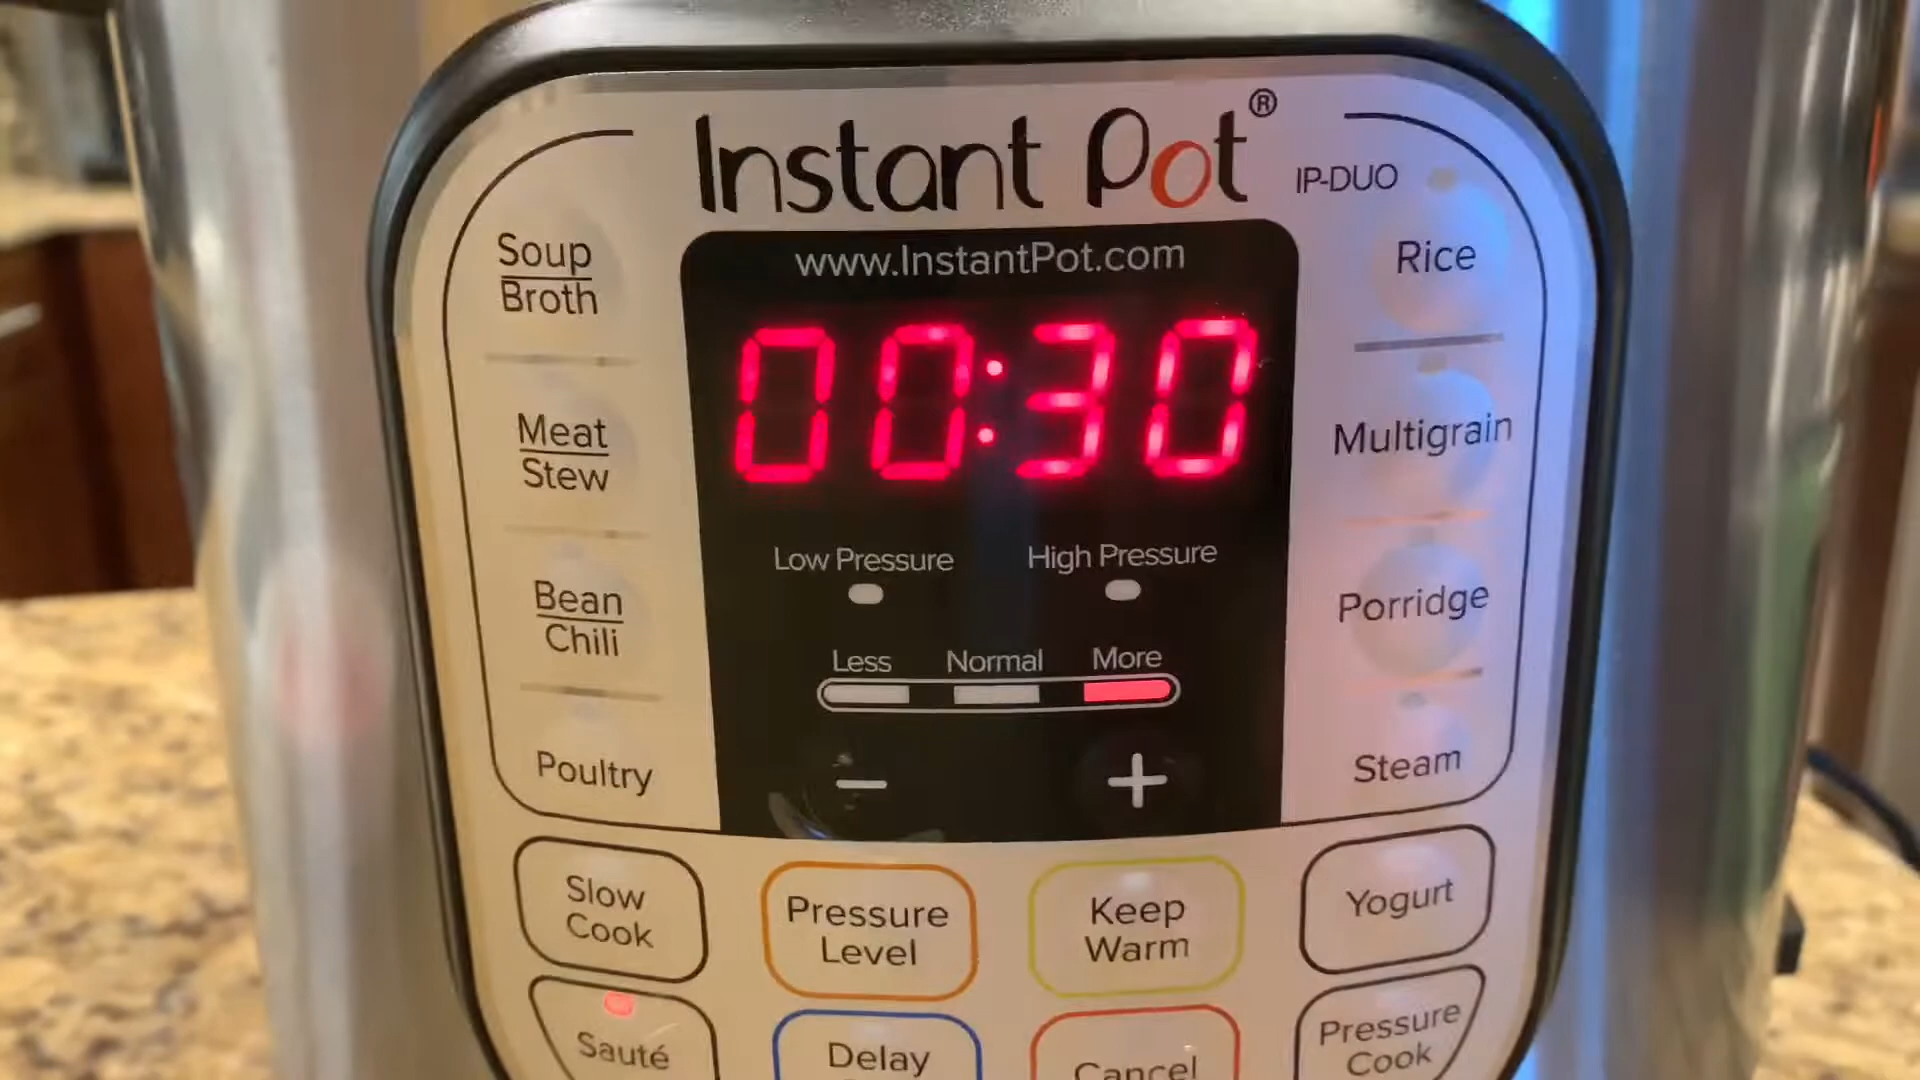 Instant Pot®
IP-DUO
www.InstantPot.com
00:30
Low Pressure
High Pressure
Less
Normal
More
−
+
Soup
Broth
Meat
Stew
Bean
Chili
Poultry
Rice
Multigrain
Porridge
Steam
Slow
Cook
Pressure
Level
Keep
Warm
Yogurt
Sauté
Delay
Cancel
Pressure
Cook